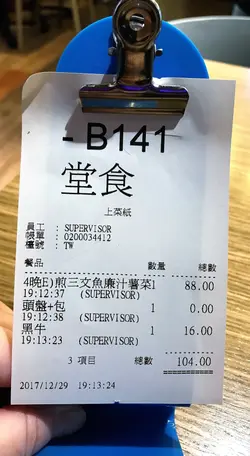 - B141
堂食
上菜紙
員工 : SUPERVISOR
帳單 : 0200034412
檯號 : TW
餐品 數量 總數
4晚E)煎三文魚廉汁薯菜1 88.00
19:12:37 (SUPERVISOR)
頭盤+包 1 0.00
19:12:38 (SUPERVISOR)
黑牛 1 16.00
19:13:23 (SUPERVISOR)
3 項目 總數 104.00
2017/12/29 19:13:24